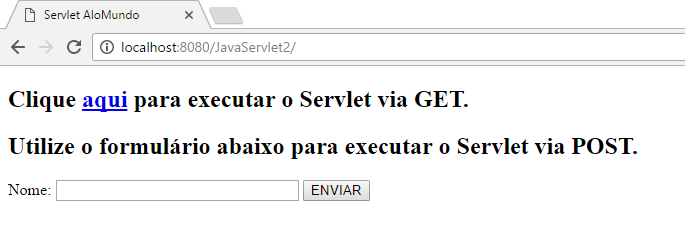 Servlet AloMundo
localhost:8080/JavaServlet2/
Clique aqui para executar o Servlet via GET.
Utilize o formulário abaixo para executar o Servlet via POST.
Nome: ENVIAR